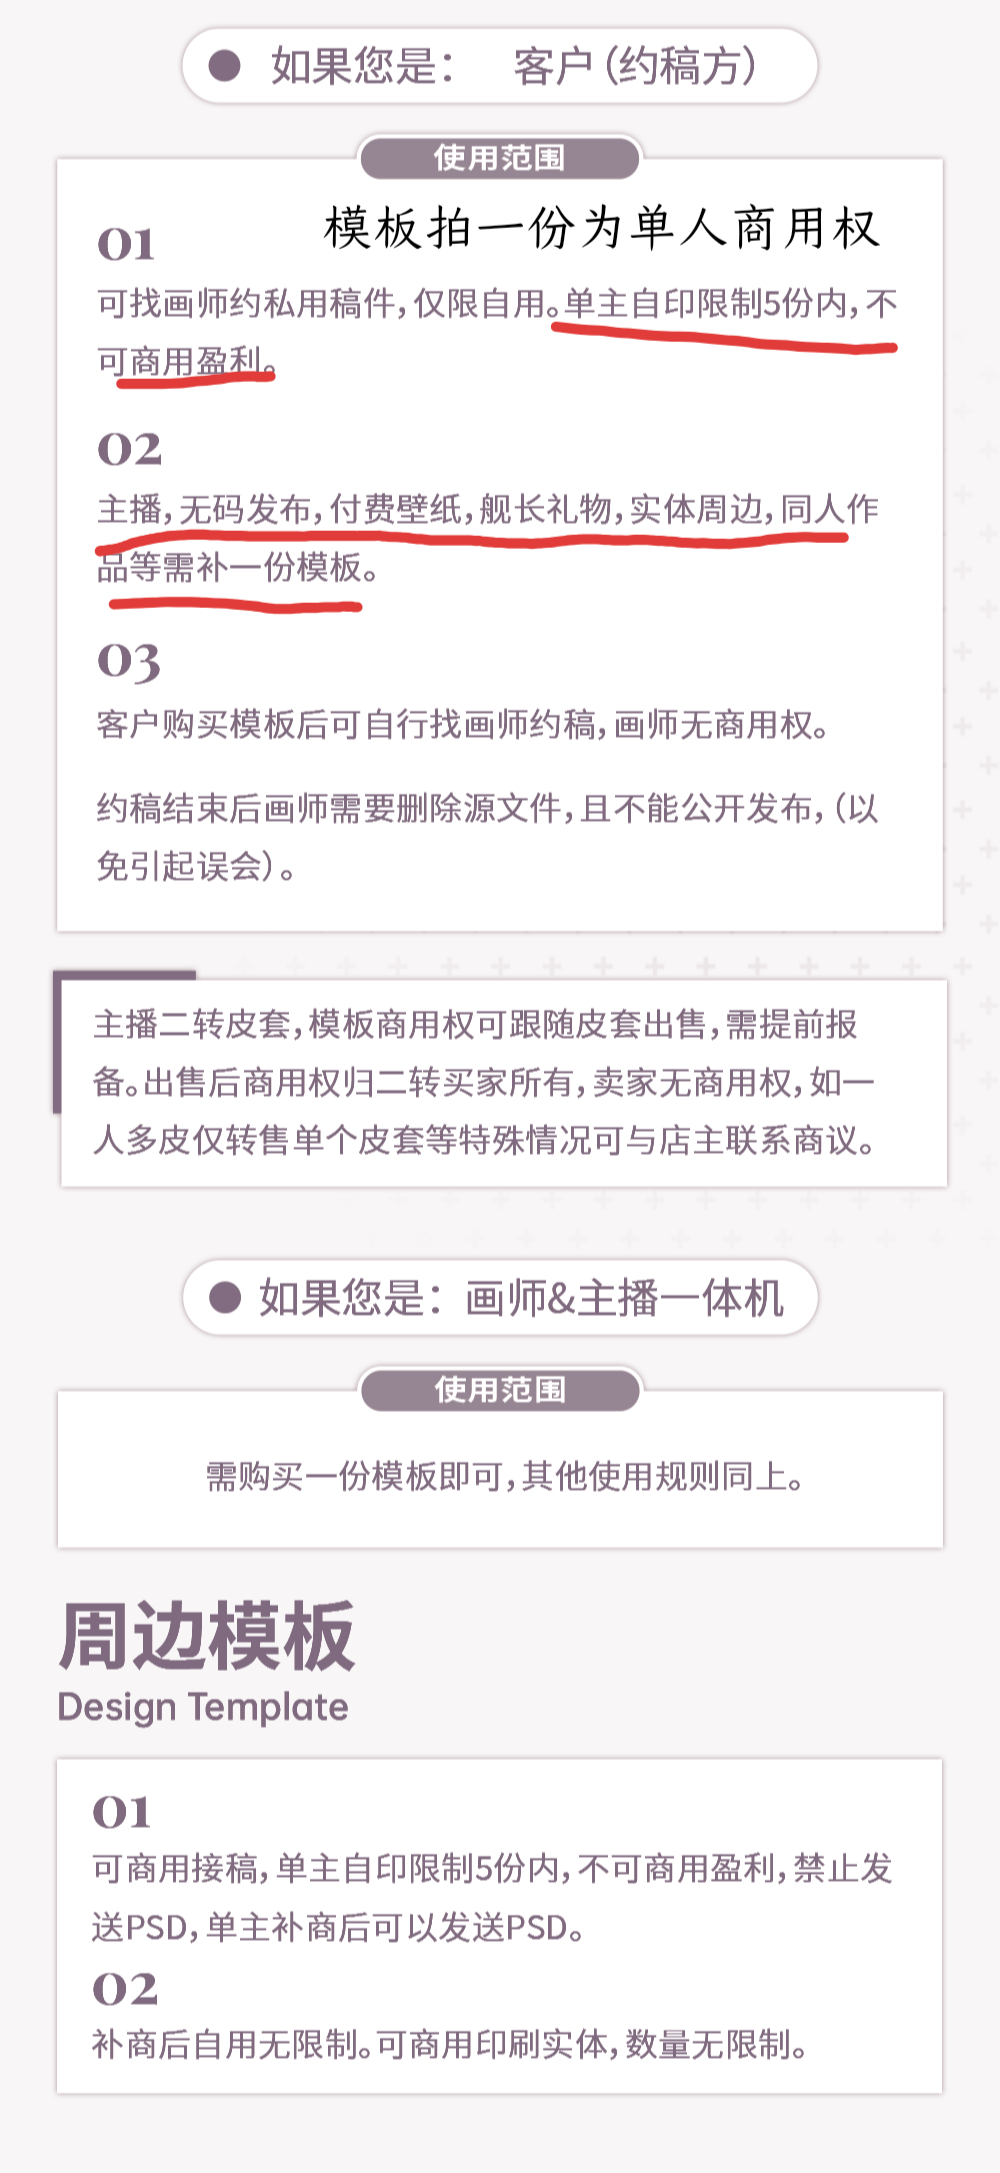 如果您是： 客户（约稿方）
使用范围
模板拍一份为单人商用权
01
可找画师约私用稿件，仅限自用。单主自印限制5份内，不
可商用盈利。
02
主播，无码发布，付费壁纸，舰长礼物，实体周边，同人作
品等需补一份模板。
03
客户购买模板后可自行找画师约稿，画师无商用权。
约稿结束后画师需要删除源文件，且不能公开发布，（以
免引起误会）。
主播二转皮套，模板商用权可跟随皮套出售，需提前报
备。出售后商用权归二转买家所有，卖家无商用权，如一
人多皮仅转售单个皮套等特殊情况可与店主联系商议。
如果您是：画师&主播一体机
使用范围
需购买一份模板即可，其他使用规则同上。
周边模板
Design Template
01
可商用接稿，单主自印限制5份内，不可商用盈利，禁止发
送PSD，单主补商后可以发送PSD。
02
补商后自用无限制。可商用印刷实体，数量无限制。